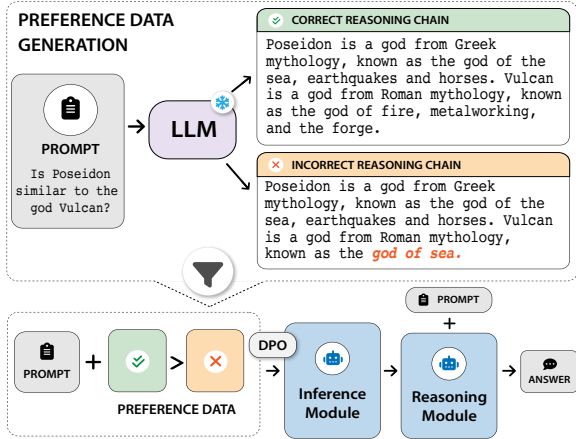 PREFERENCE DATA
GENERATION
PROMPT
Is Poseidon
similar to the
god Vulcan?
LLM
CORRECT REASONING CHAIN
Poseidon is a god from Greek
mythology, known as the god of the
sea, earthquakes and horses. Vulcan
is a god from Roman mythology, known
as the god of fire, metalworking,
and the forge.
INCORRECT REASONING CHAIN
Poseidon is a god from Greek
mythology, known as the god of the
sea, earthquakes and horses. Vulcan
is a god from Roman mythology,
known as the god of sea.
PROMPT
+
>
PREFERENCE DATA
DPO
Inference
Module
PROMPT
+
Reasoning
Module
ANSWER